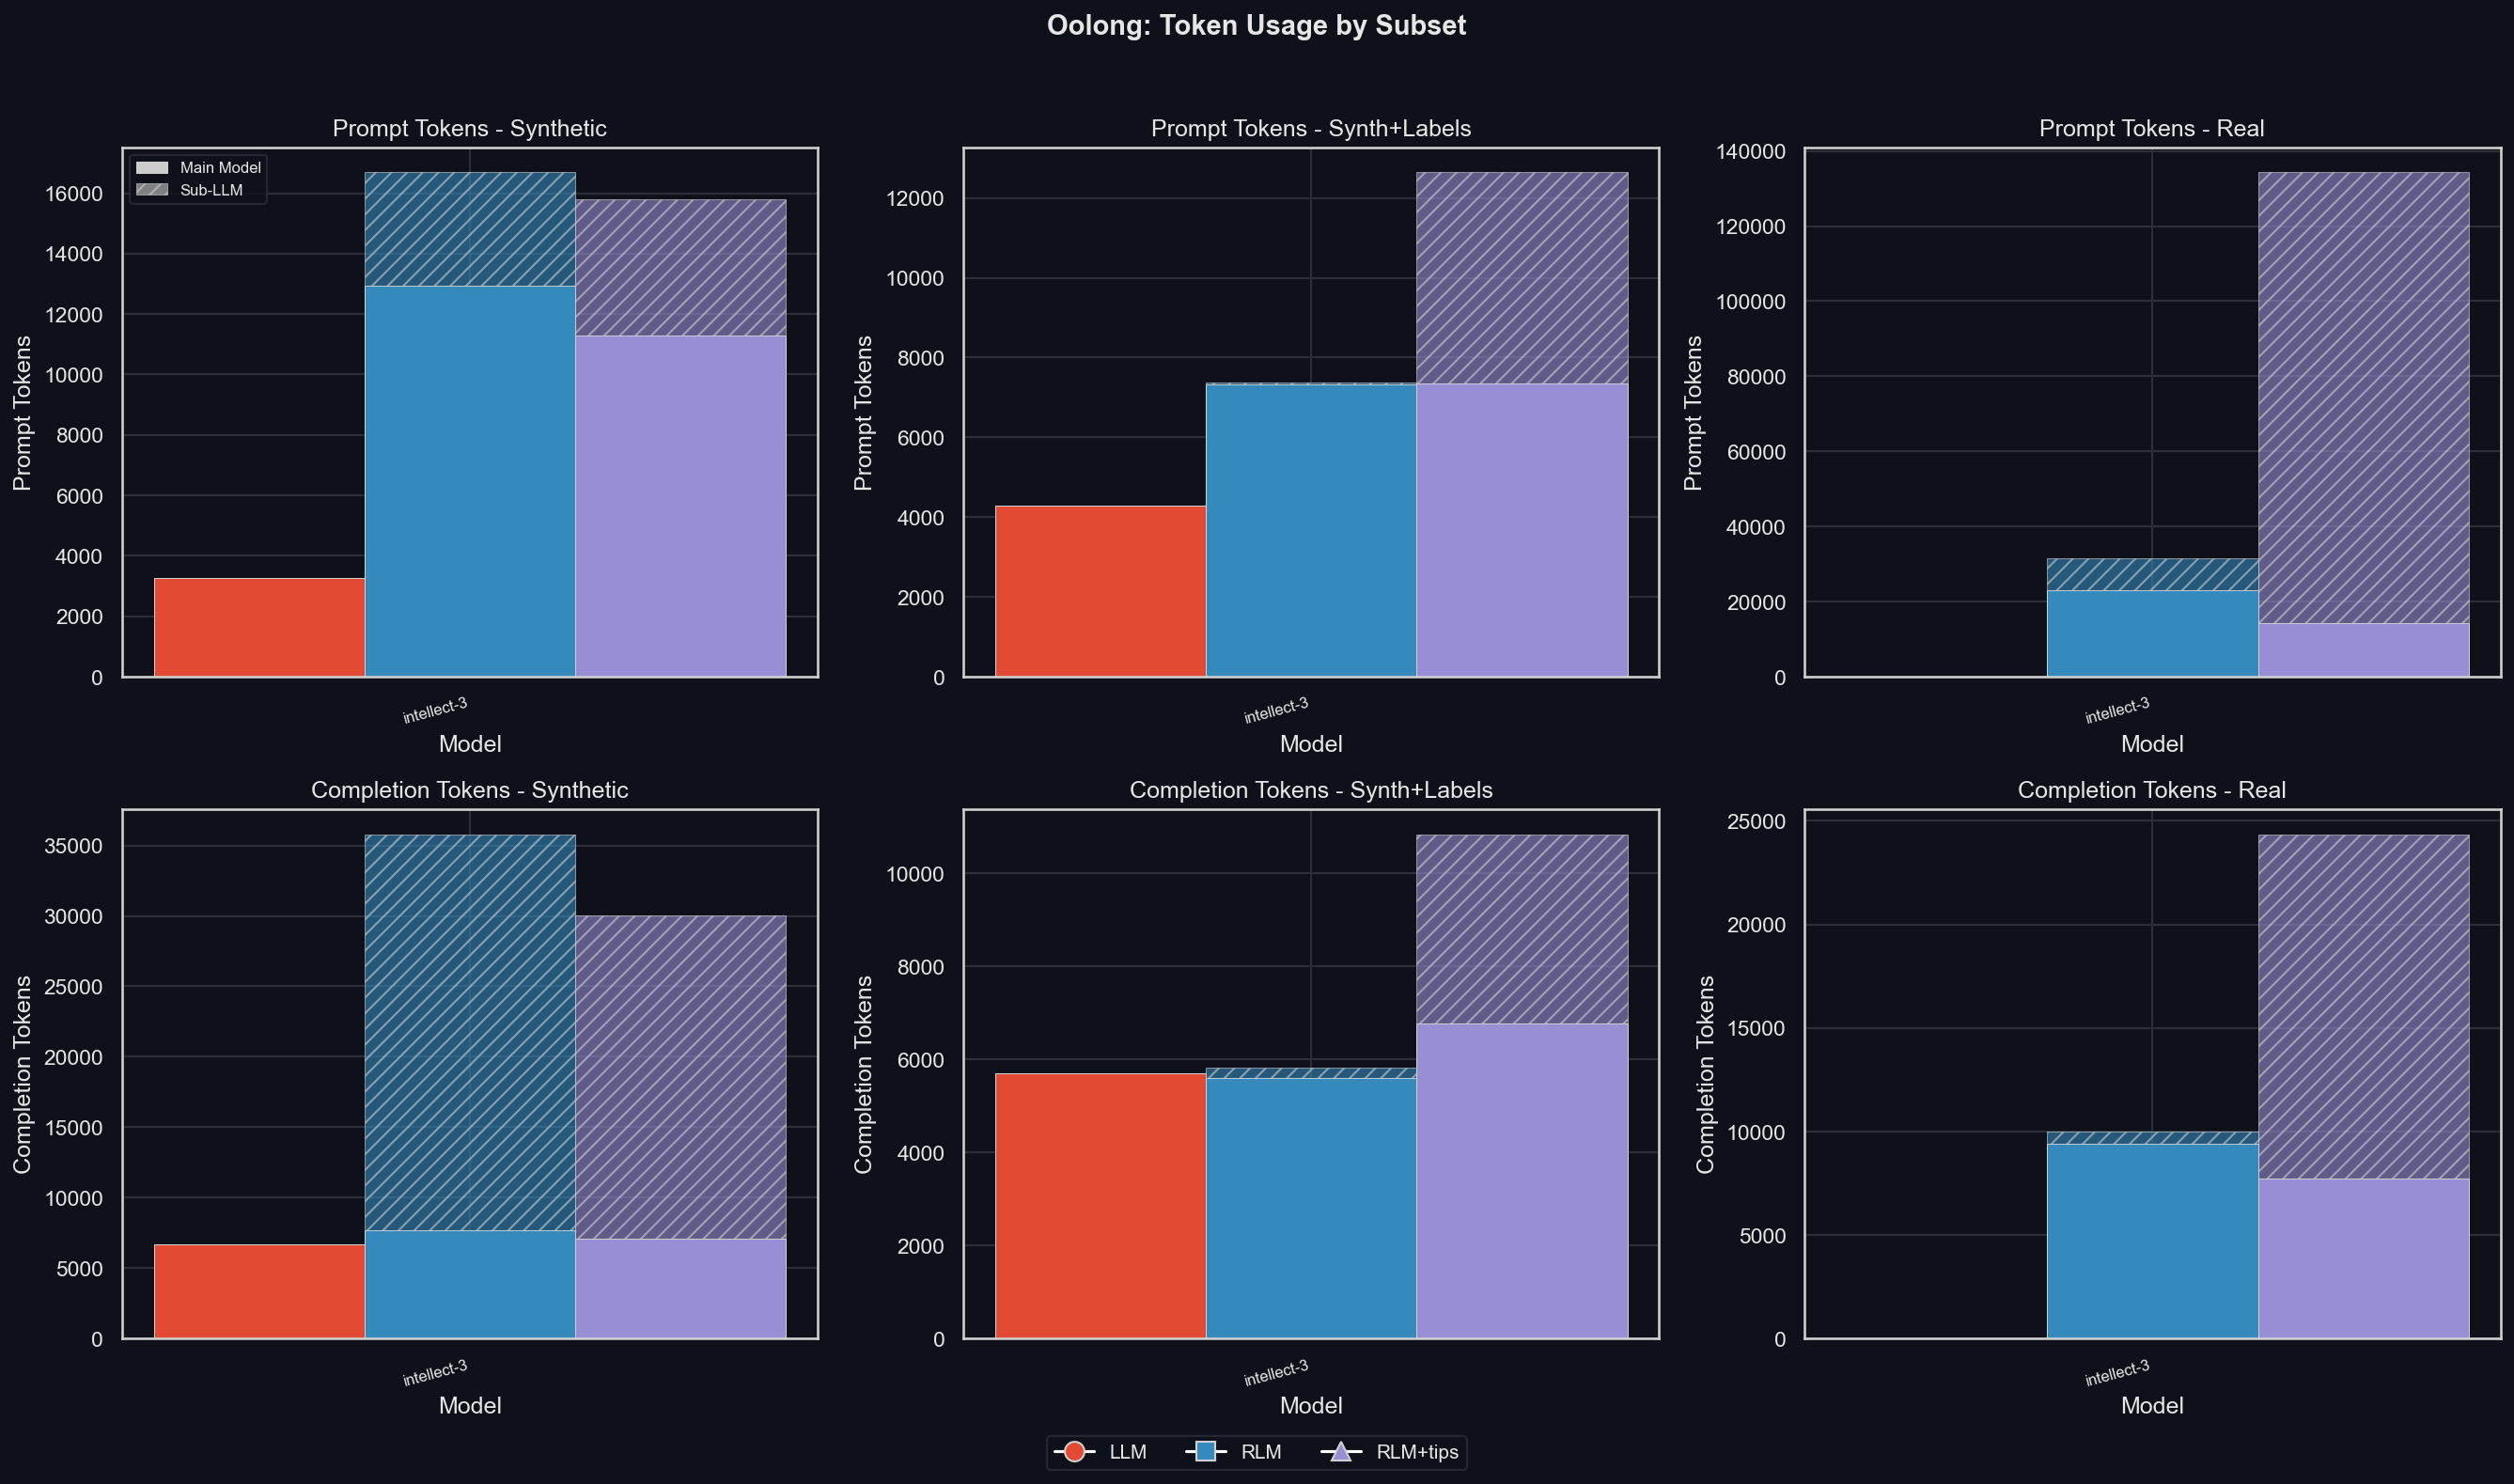 Oolong: Token Usage by Subset
Prompt Tokens - Synthetic
Main Model
Sub-LLM
Prompt Tokens
16000
14000
12000
10000
8000
6000
4000
2000
0
intellect-3
Model
Prompt Tokens - Synth+Labels
Prompt Tokens
12000
10000
8000
6000
4000
2000
0
intellect-3
Model
Prompt Tokens - Real
Prompt Tokens
140000
120000
100000
80000
60000
40000
20000
0
intellect-3
Model
Completion Tokens - Synthetic
Completion Tokens
35000
30000
25000
20000
15000
10000
5000
0
intellect-3
Model
Completion Tokens - Synth+Labels
Completion Tokens
10000
8000
6000
4000
2000
0
intellect-3
Model
Completion Tokens - Real
Completion Tokens
25000
20000
15000
10000
5000
0
intellect-3
Model
LLM RLM RLM+tips